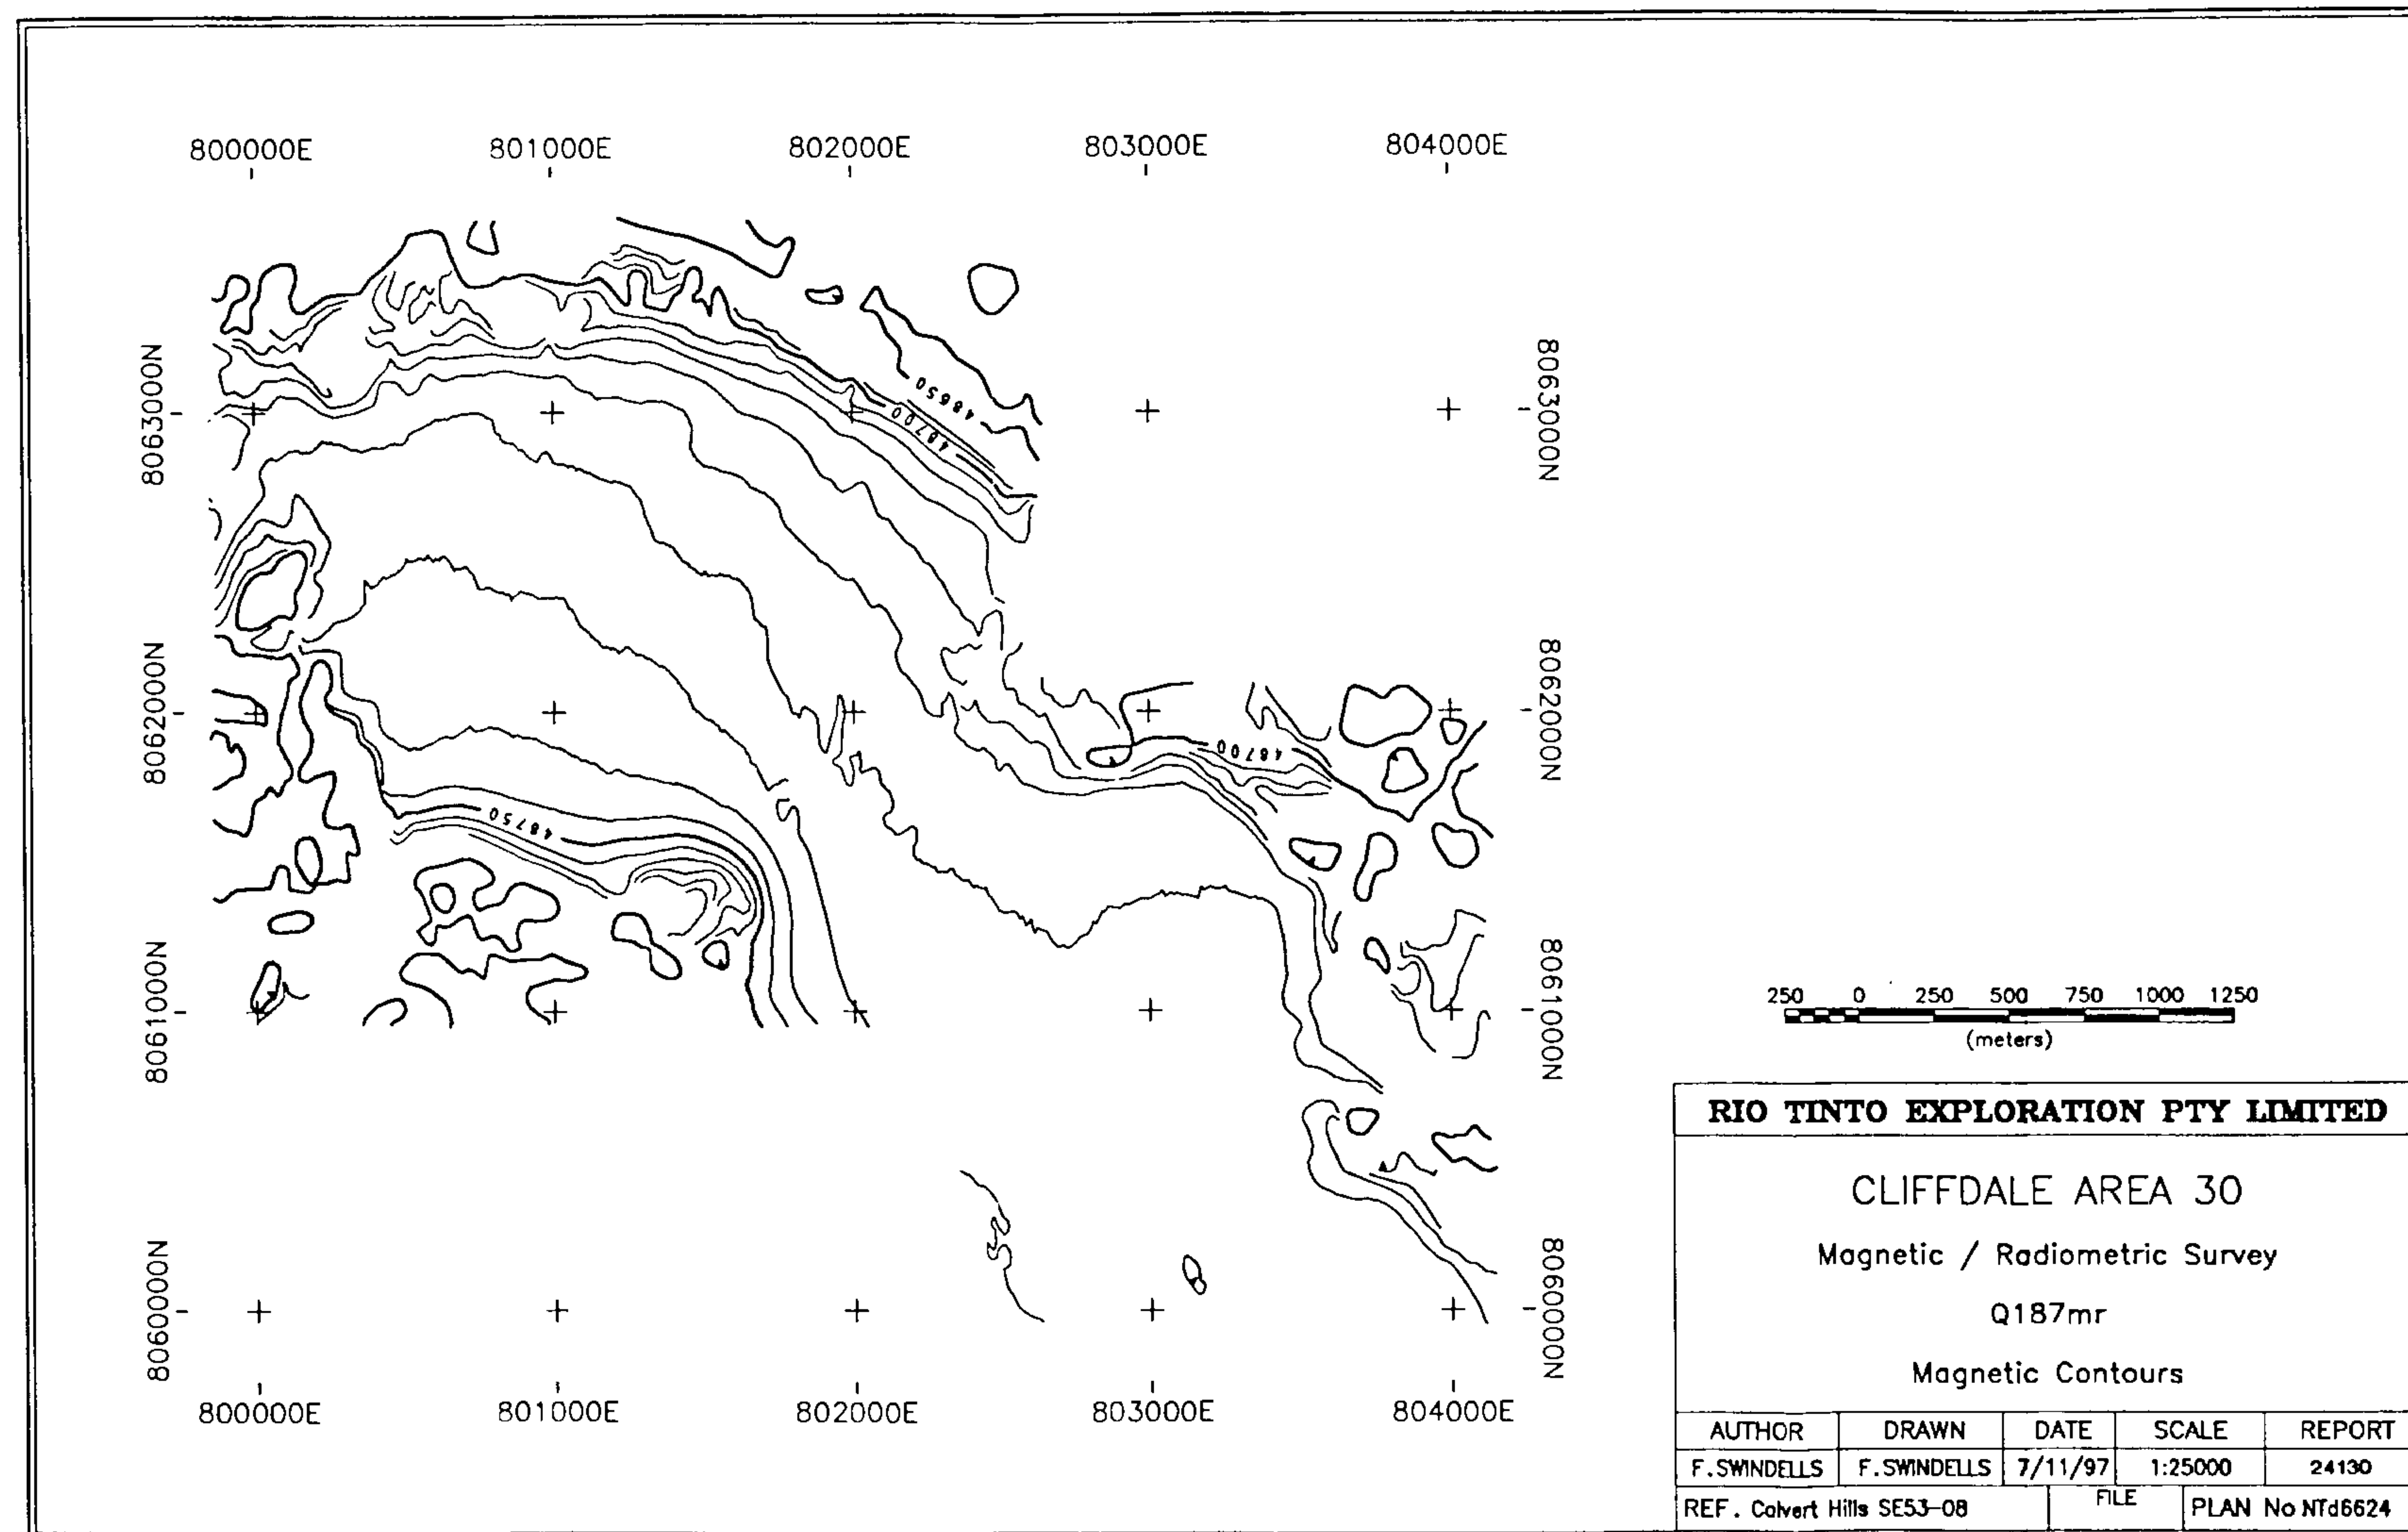 800000E 801000E 802000E 803000E 804000E
8063000N
8063000N
48650
48700
8062000N
8062000N
48700
48750
8061000N
8061000N
8060000N
8060000N
800000E 801000E 802000E 803000E 804000E
250 0 250 500 750 1000 1250
(meters)
RIO TINTO EXPLORATION PTY LIMITED
CLIFFDALE AREA 30
Magnetic / Radiometric Survey
Q187mr
Magnetic Contours
AUTHOR DRAWN DATE SCALE REPORT
F.SWINDELLS F.SWINDELLS 7/11/97 1:25000 24130
REF. Calvert Hills SE53-08 FILE PLAN No NTd6624